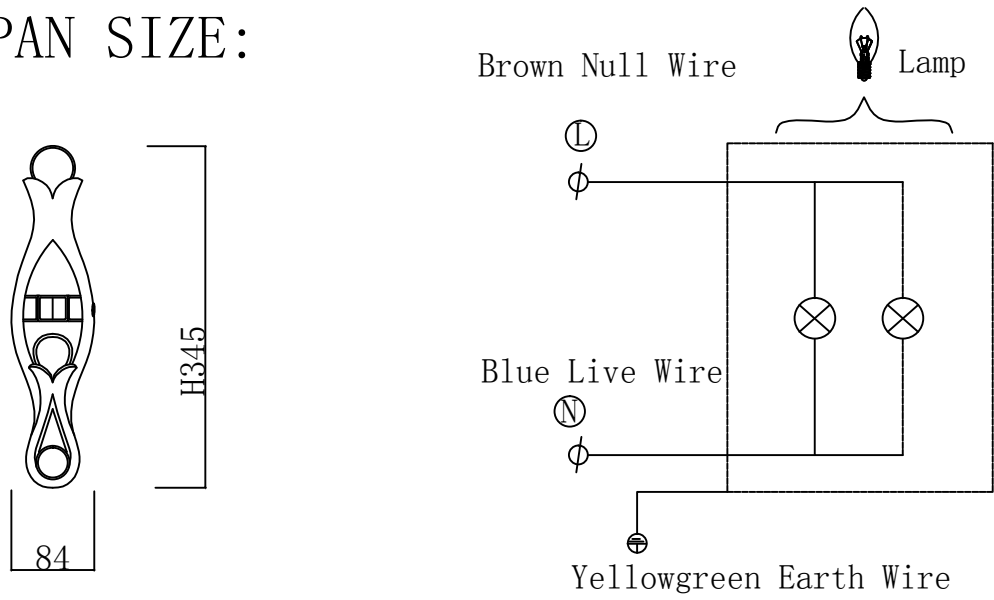 PAN SIZE:
Brown Null Wire
Lamp
L
H345
Blue Live Wire
N
84
Yellowgreen Earth Wire